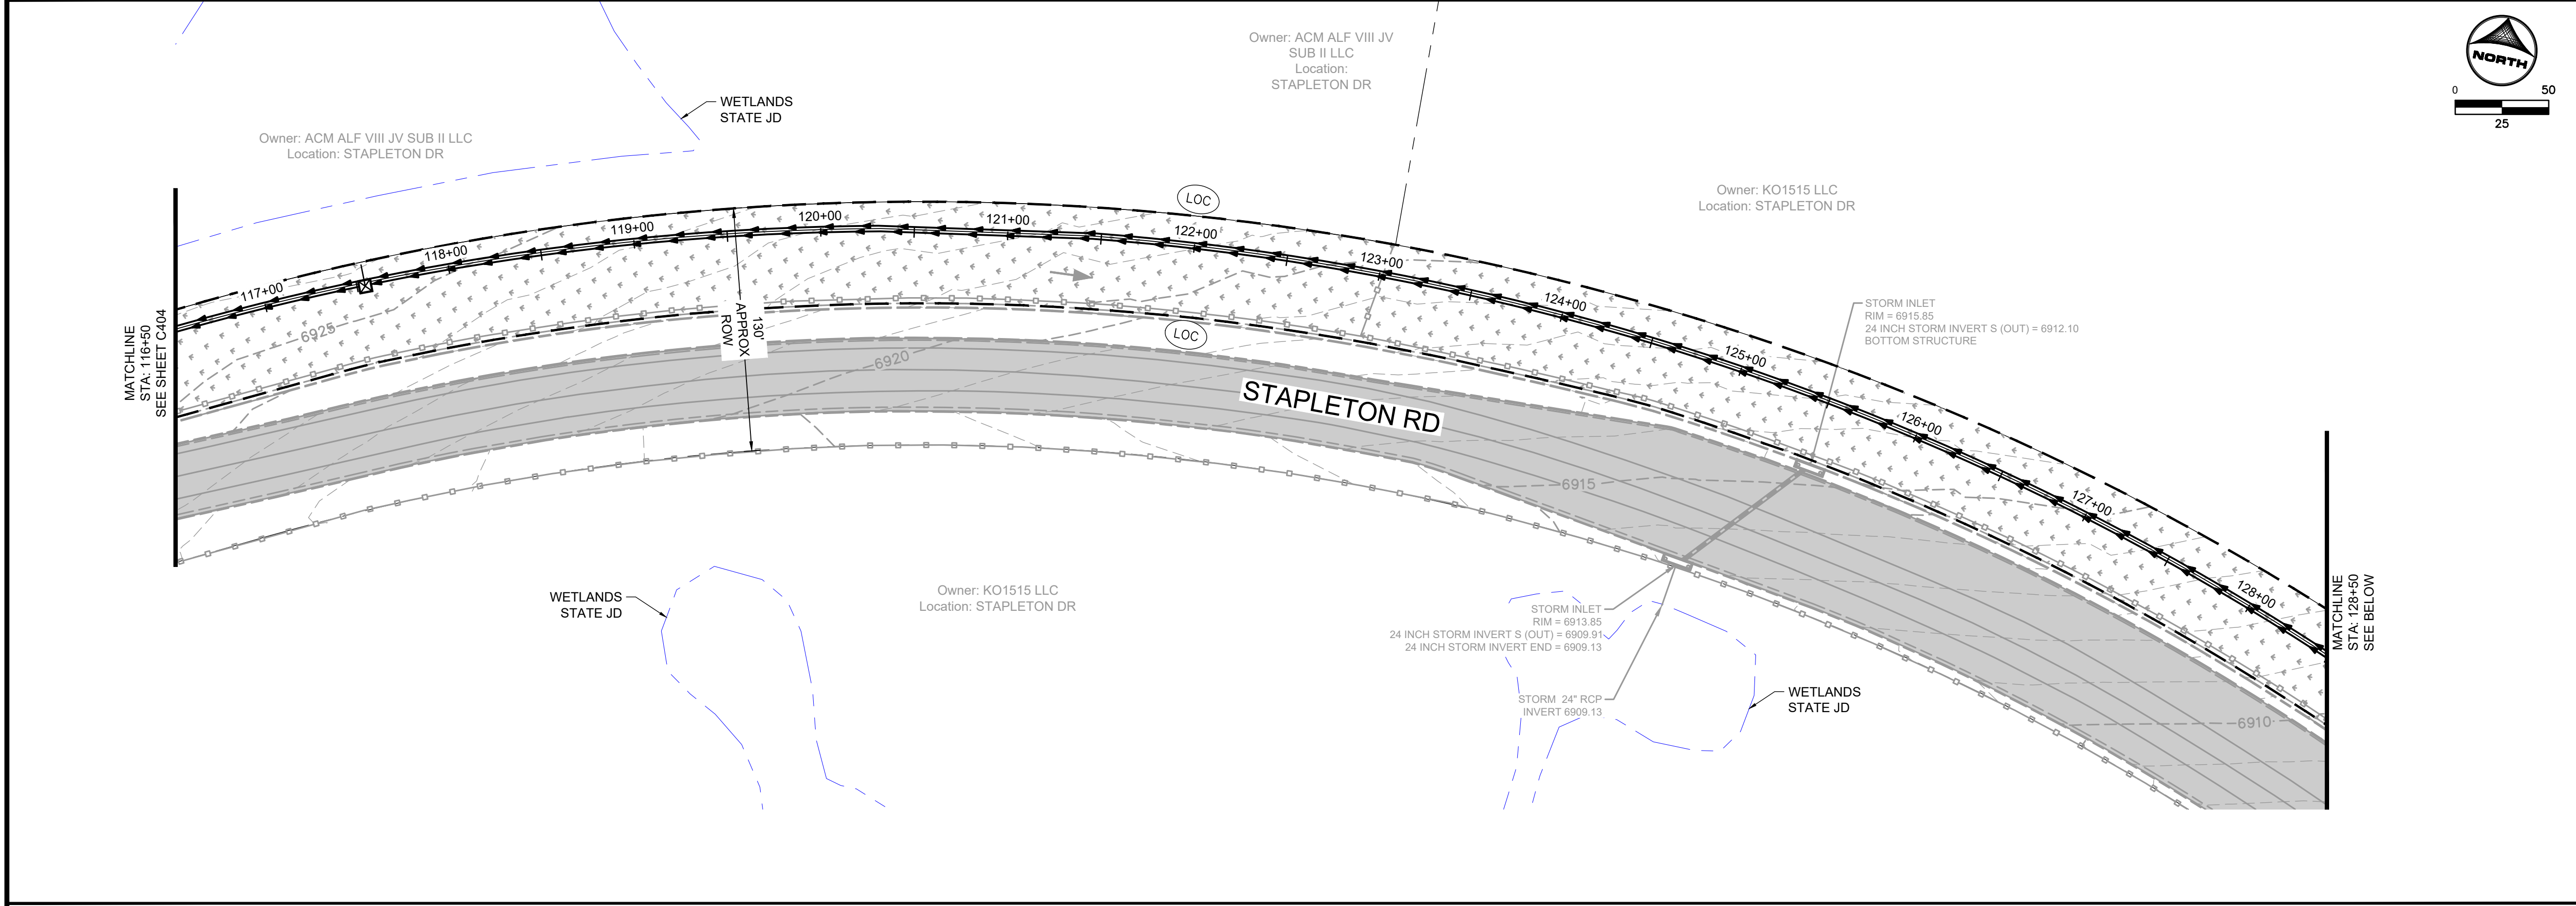 Owner: ACM ALF VIII JV
SUB II LLC
Location:
STAPLETON DR
NORTH
0 50
25
WETLANDS
STATE JD
Owner: ACM ALF VIII JV SUB II LLC
Location: STAPLETON DR
Owner: KO1515 LLC
Location: STAPLETON DR
LOC
117+00
118+00
119+00
120+00
121+00
122+00
123+00
124+00
125+00
126+00
127+00
128+00
MATCHLINE
STA: 116+50
SEE SHEET C404
6925
130'
APPROX
ROW
LOC
6920
STAPLETON RD
STORM INLET
RIM = 6915.85
24 INCH STORM INVERT S (OUT) = 6912.10
BOTTOM STRUCTURE
6915
WETLANDS
STATE JD
Owner: KO1515 LLC
Location: STAPLETON DR
STORM INLET
RIM = 6913.85
24 INCH STORM INVERT S (OUT) = 6909.91
24 INCH STORM INVERT END = 6909.13
STORM 24" RCP
INVERT 6909.13
WETLANDS
STATE JD
6910
MATCHLINE
STA: 128+50
SEE BELOW